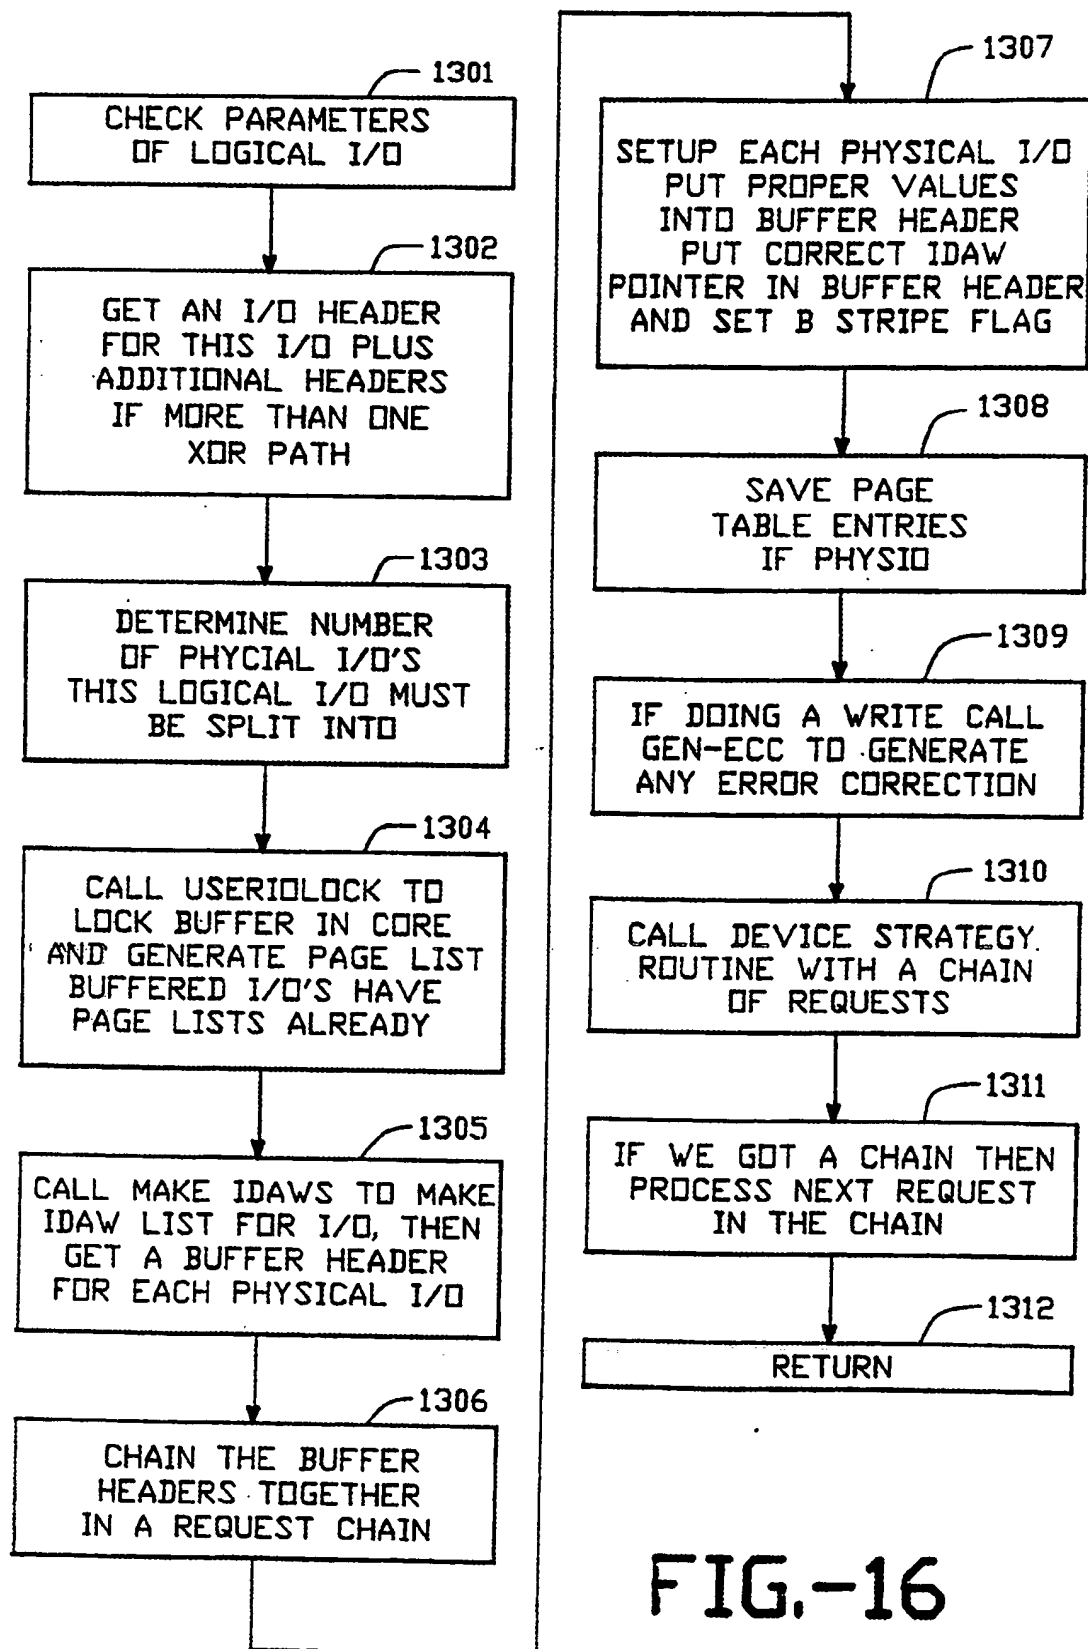 1301
CHECK PARAMETERS
OF LOGICAL I/O
1302
GET AN I/O HEADER
FOR THIS I/O PLUS
ADDITIONAL HEADERS
IF MORE THAN ONE
XOR PATH
1303
DETERMINE NUMBER
OF PHYCIAL I/O'S
THIS LOGICAL I/O MUST
BE SPLIT INTO
1304
CALL USERIOLOCK TO
LOCK BUFFER IN CORE
AND GENERATE PAGE LIST
BUFFERED I/O'S HAVE
PAGE LISTS ALREADY
1305
CALL MAKE IDAWS TO MAKE
IDAW LIST FOR I/O, THEN
GET A BUFFER HEADER
FOR EACH PHYSICAL I/O
1306
CHAIN THE BUFFER
HEADERS TOGETHER
IN A REQUEST CHAIN
1307
SETUP EACH PHYSICAL I/O
PUT PROPER VALUES
INTO BUFFER HEADER
PUT CORRECT IDAW
POINTER IN BUFFER HEADER
AND SET B STRIPE FLAG
1308
SAVE PAGE
TABLE ENTRIES
IF PHYSIO
1309
IF DOING A WRITE CALL
GEN-ECC TO GENERATE
ANY ERROR CORRECTION
1310
CALL DEVICE STRATEGY
ROUTINE WITH A CHAIN
OF REQUESTS
1311
IF WE GOT A CHAIN THEN
PROCESS NEXT REQUEST
IN THE CHAIN
1312
RETURN
FIG.-16